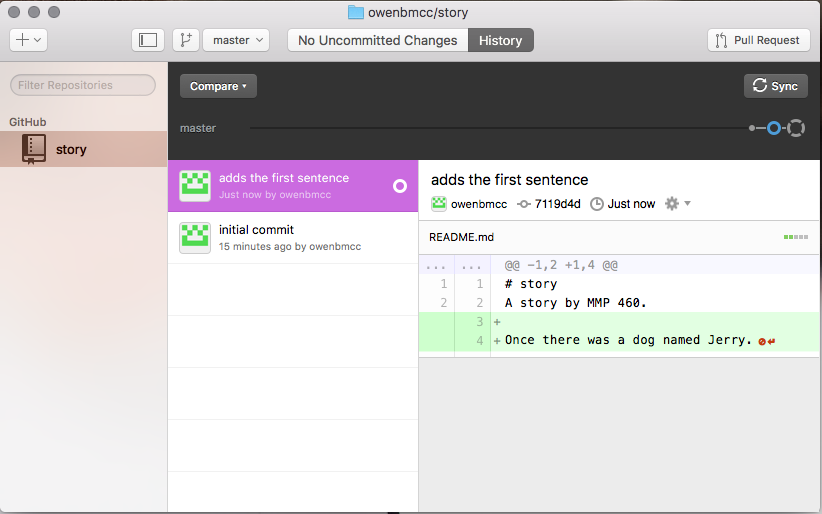 owenbmcc/story
master
No Uncommitted Changes
History
Pull Request
Filter Repositories
Compare
Sync
GitHub
master
story
adds the first sentence
Just now by owenbmcc
initial commit
15 minutes ago by owenbmcc
adds the first sentence
owenbmcc 7119d4d Just now
README.md
... ... @@ -1,2 +1,4 @@
1 1 # story
2 2 A story by MMP 460.
3 +
4 +Once there was a dog named Jerry.